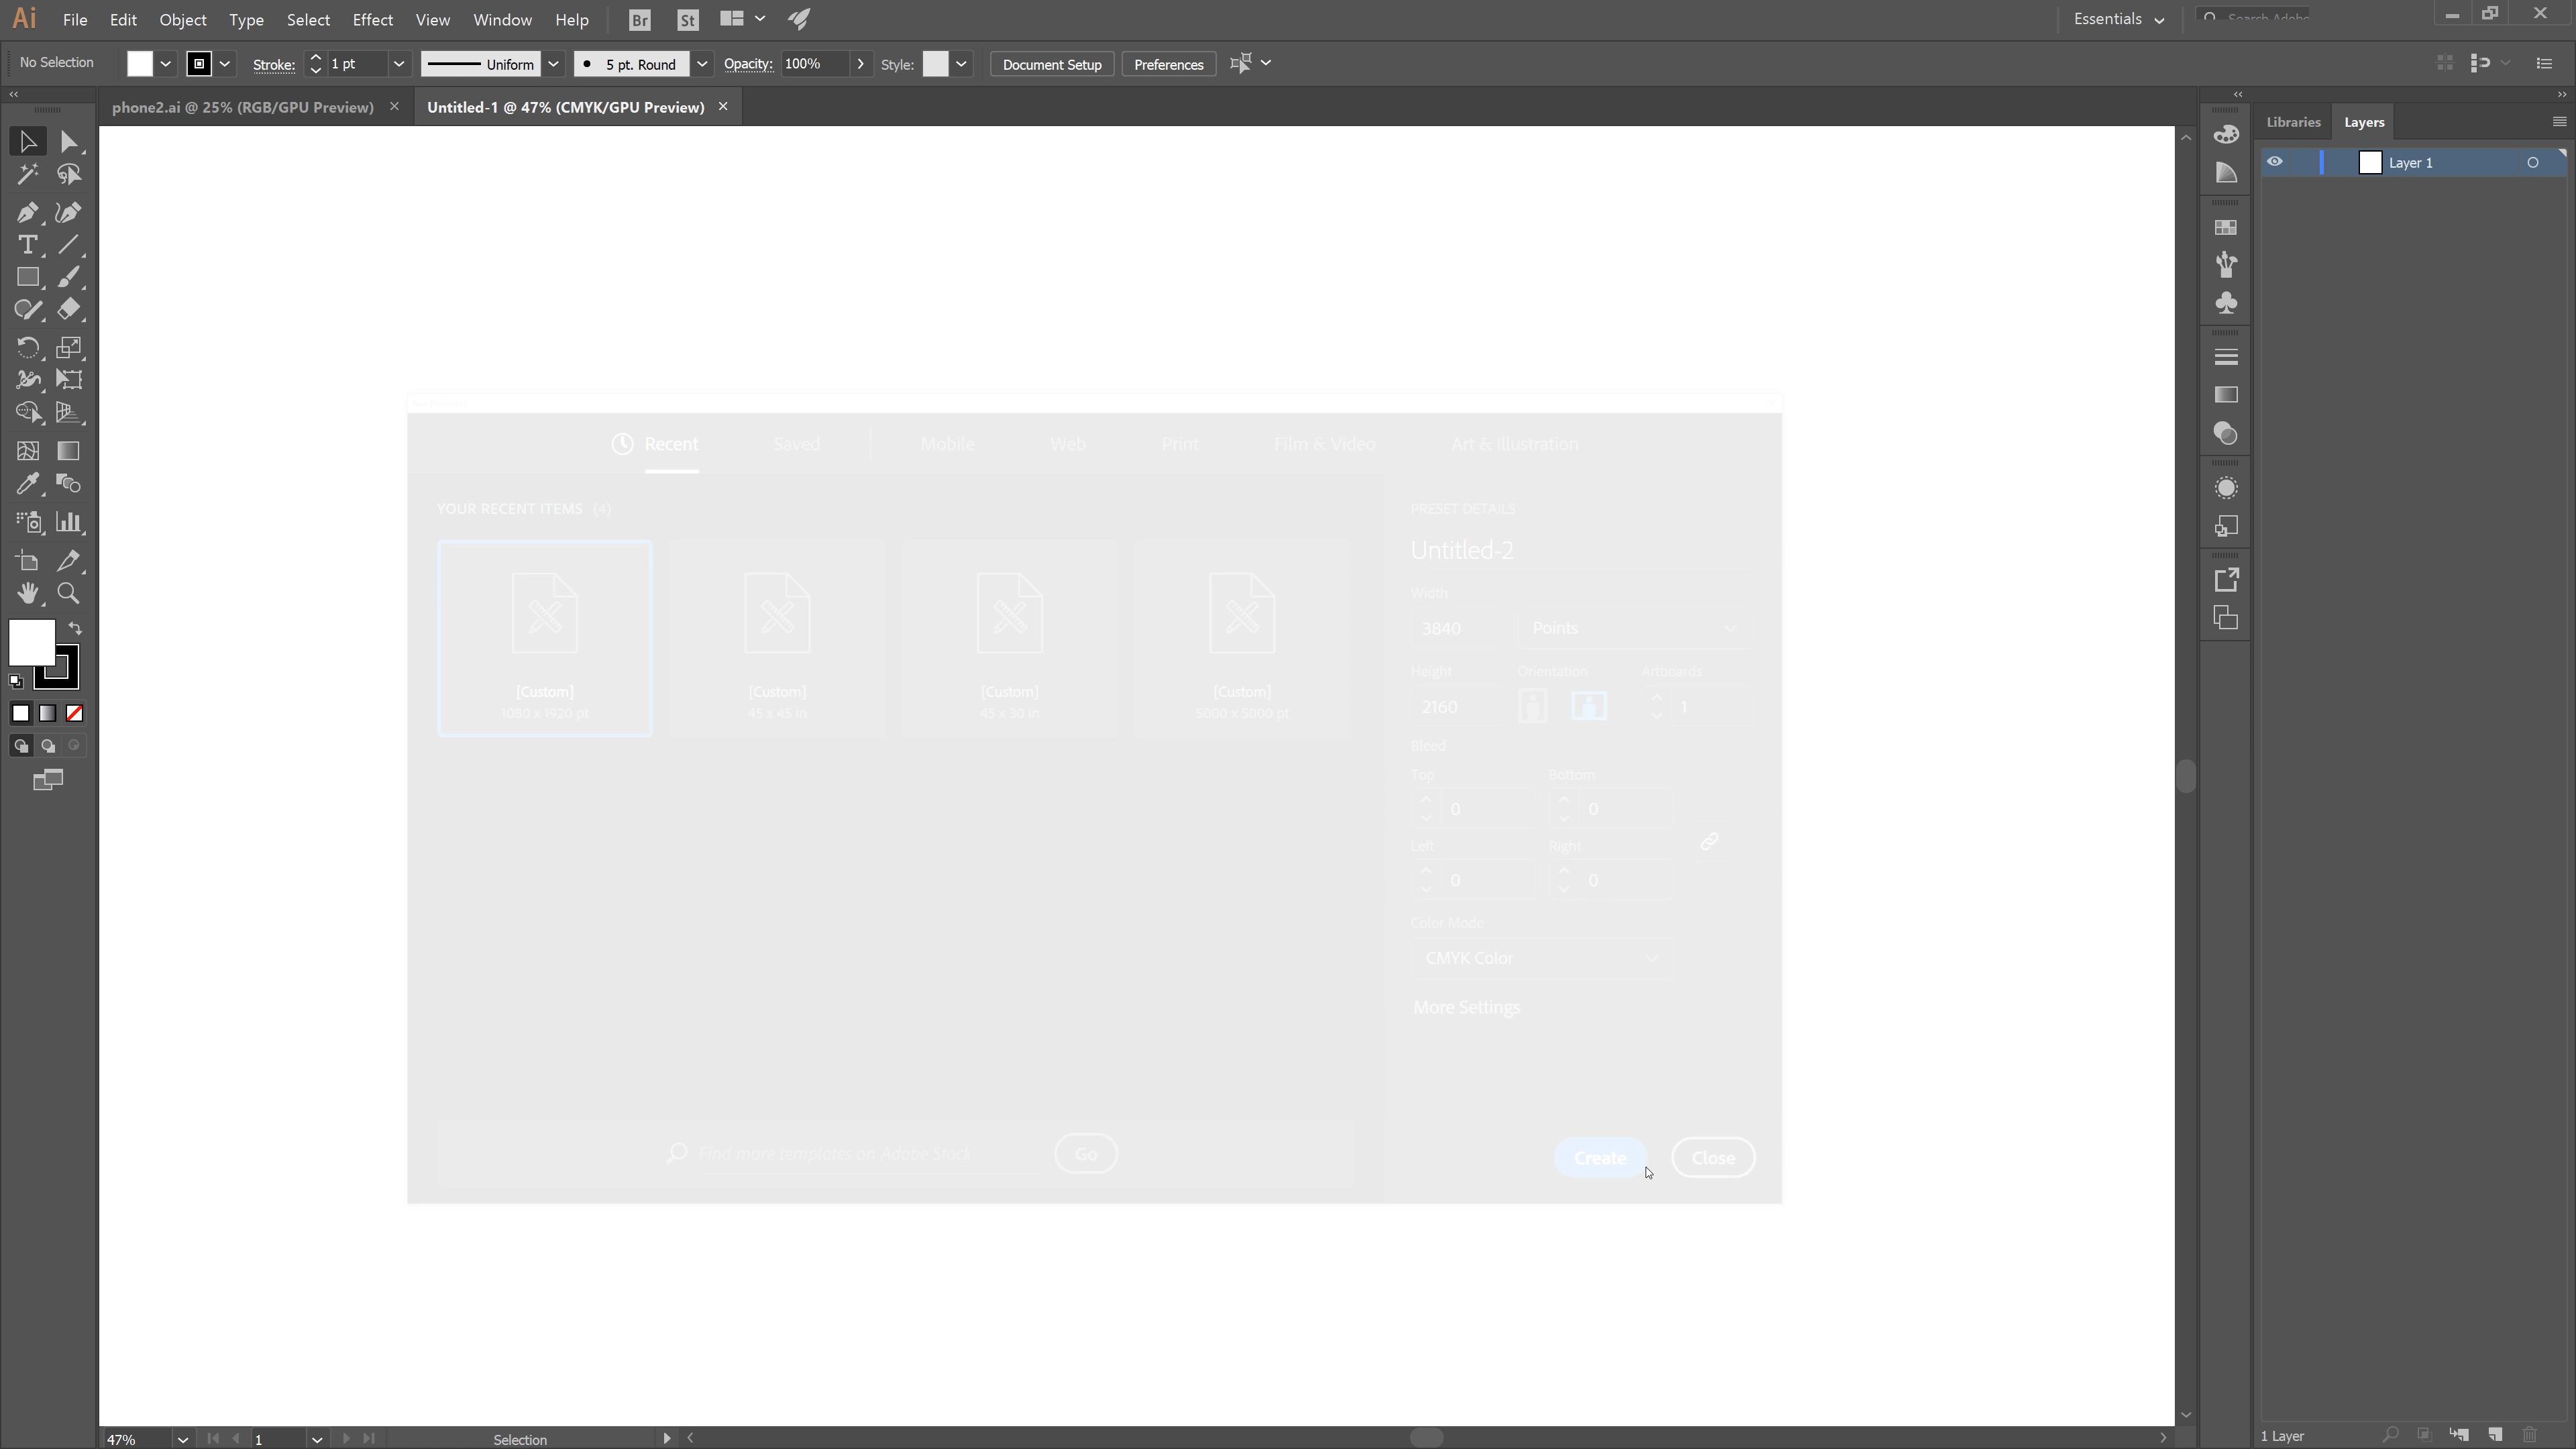 Ai File Edit Object Type Select Effect View Window Help Br St Essentials Search Adobe
No Selection Stroke: 1 pt Uniform 5 pt. Round Opacity: 100% Style: Document Setup Preferences
phone2.ai @ 25% (RGB/GPU Preview) Untitled-1 @ 47% (CMYK/GPU Preview)
Libraries Layers
Layer 1
Recent Saved Mobile Web Print Film & Video Art & Illustration
YOUR RECENT ITEMS (4)
[Custom]
1080 x 1920 pt
[Custom]
45 x 45 in
[Custom]
45 x 30 in
[Custom]
5000 x 5000 pt
PRESET DETAILS
Untitled-2
Width
3840 Points
Height Orientation Artboards
2160 1
Bleed
Top Bottom
0 0
Left Right
0 0
Color Mode
CMYK Color
More Settings
Find more templates on Adobe Stock Go
Create Close
47% 1 Selection
1 Layer